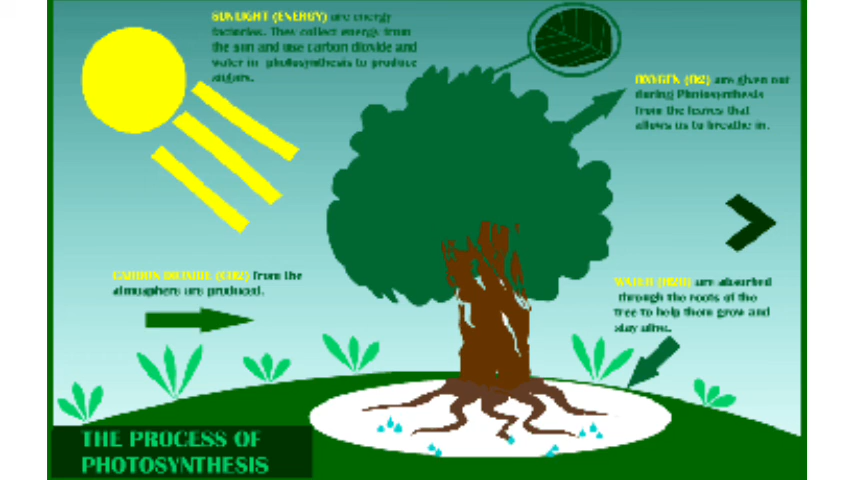 SUNLIGHT (ENERGY) are energy
factories. They collect energy from
the sun and use carbon dioxide and
water in photosynthesis to produce
sugars.
OXYGEN (O2) are given out
during Photosynthesis
from the leaves that
allows us to breathe in.
CARBON DIOXIDE (CO2) from the
atmosphere are produced.
WATER (H2O) are absorbed
through the roots of the
tree to help them grow and
stay alive.
THE PROCESS OF
PHOTOSYNTHESIS